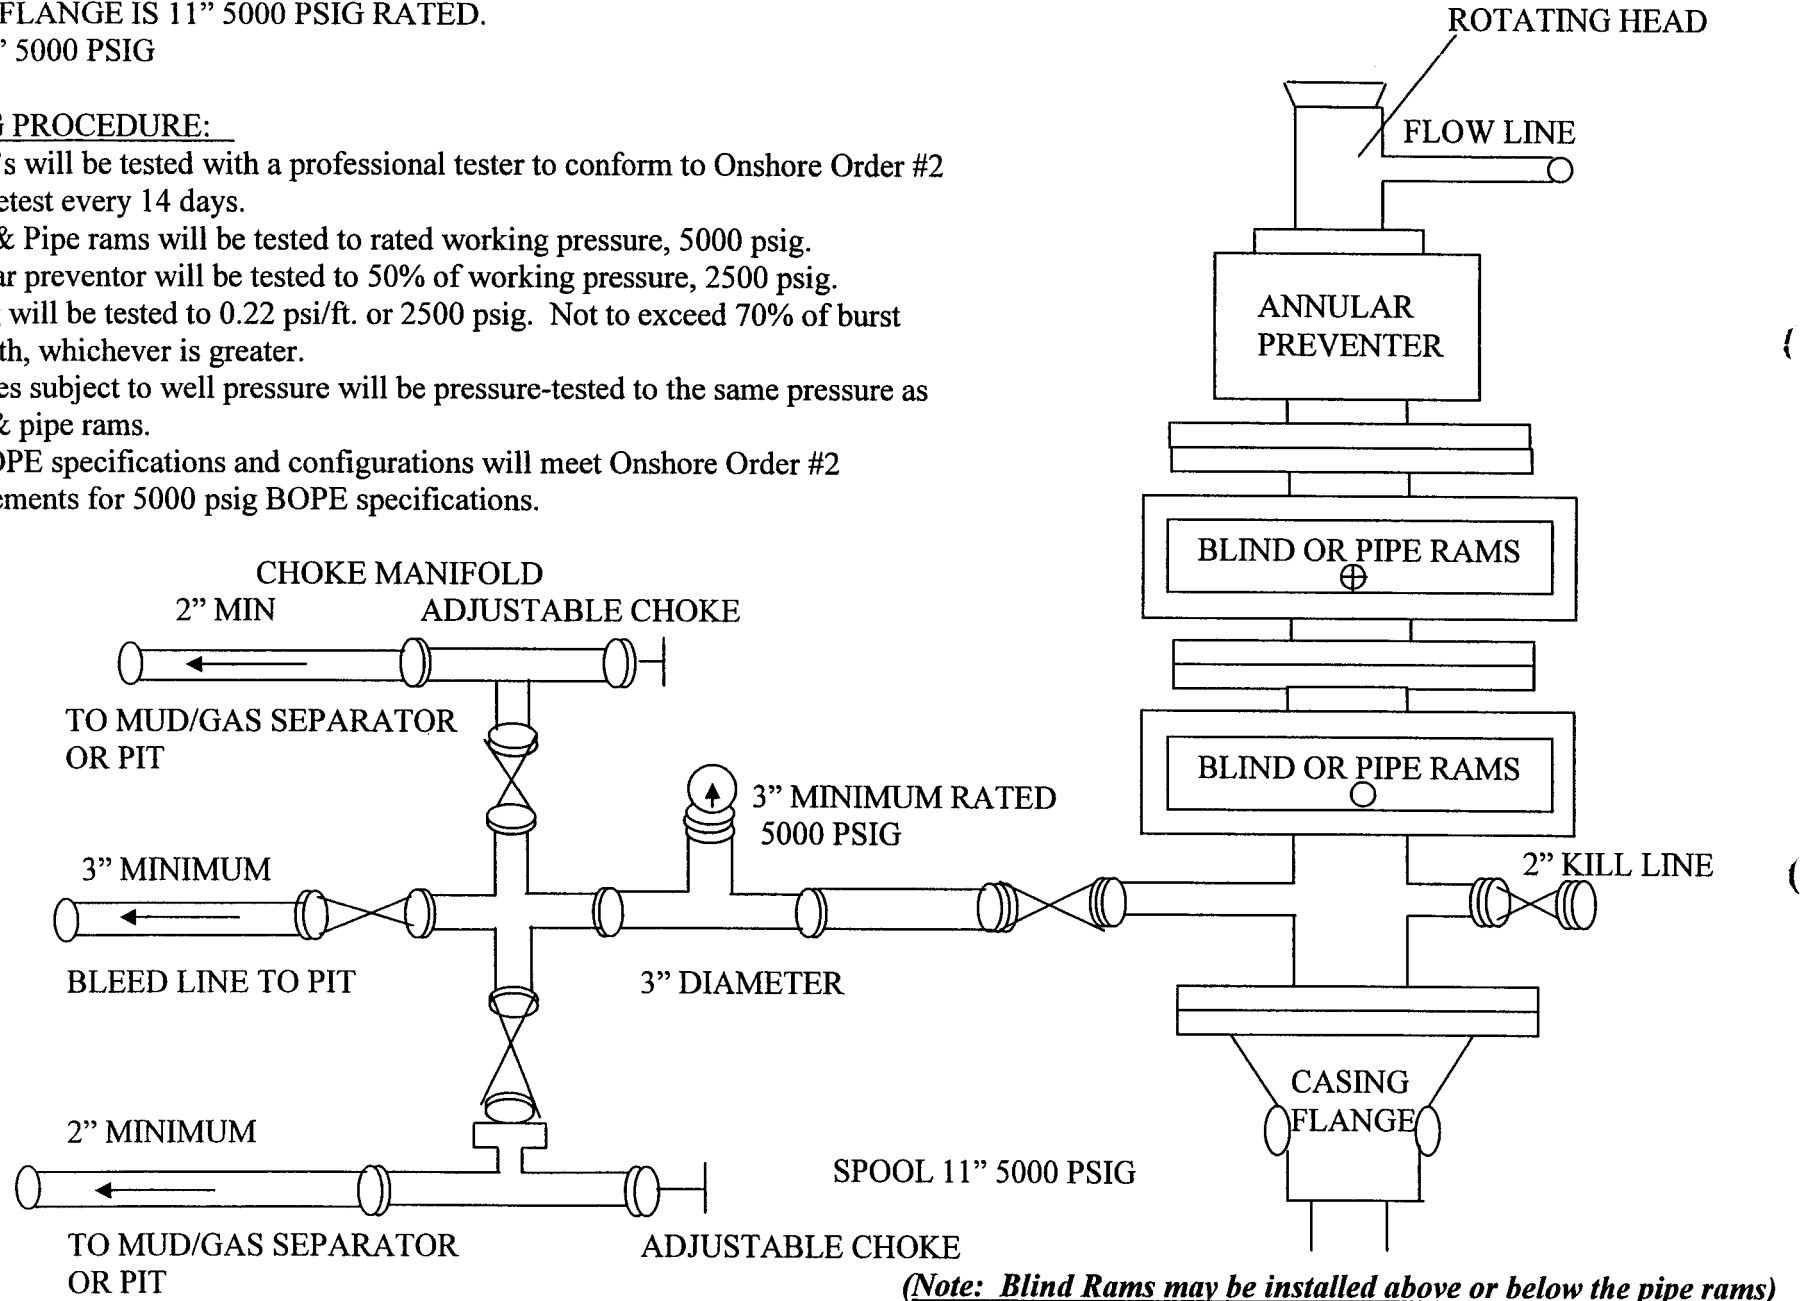 FLANGE IS 11” 5000 PSIG RATED.
” 5000 PSIG
PROCEDURE:
’s will be tested with a professional tester to conform to Onshore Order #2
etest every 14 days.
& Pipe rams will be tested to rated working pressure, 5000 psig.
ar preventor will be tested to 50% of working pressure, 2500 psig.
will be tested to 0.22 psi/ft. or 2500 psig. Not to exceed 70% of burst
th, whichever is greater.
es subject to well pressure will be pressure-tested to the same pressure as
& pipe rams.
OPE specifications and configurations will meet Onshore Order #2
ements for 5000 psig BOPE specifications.
ROTATING HEAD
FLOW LINE
ANNULAR
PREVENTER
BLIND OR PIPE RAMS
BLIND OR PIPE RAMS
2” KILL LINE
CASING
FLANGE
CHOKE MANIFOLD
2” MIN
ADJUSTABLE CHOKE
TO MUD/GAS SEPARATOR
OR PIT
3” MINIMUM RATED
5000 PSIG
3” MINIMUM
BLEED LINE TO PIT
3” DIAMETER
2” MINIMUM
SPOOL 11” 5000 PSIG
TO MUD/GAS SEPARATOR
OR PIT
ADJUSTABLE CHOKE
(Note: Blind Rams may be installed above or below the pipe rams)